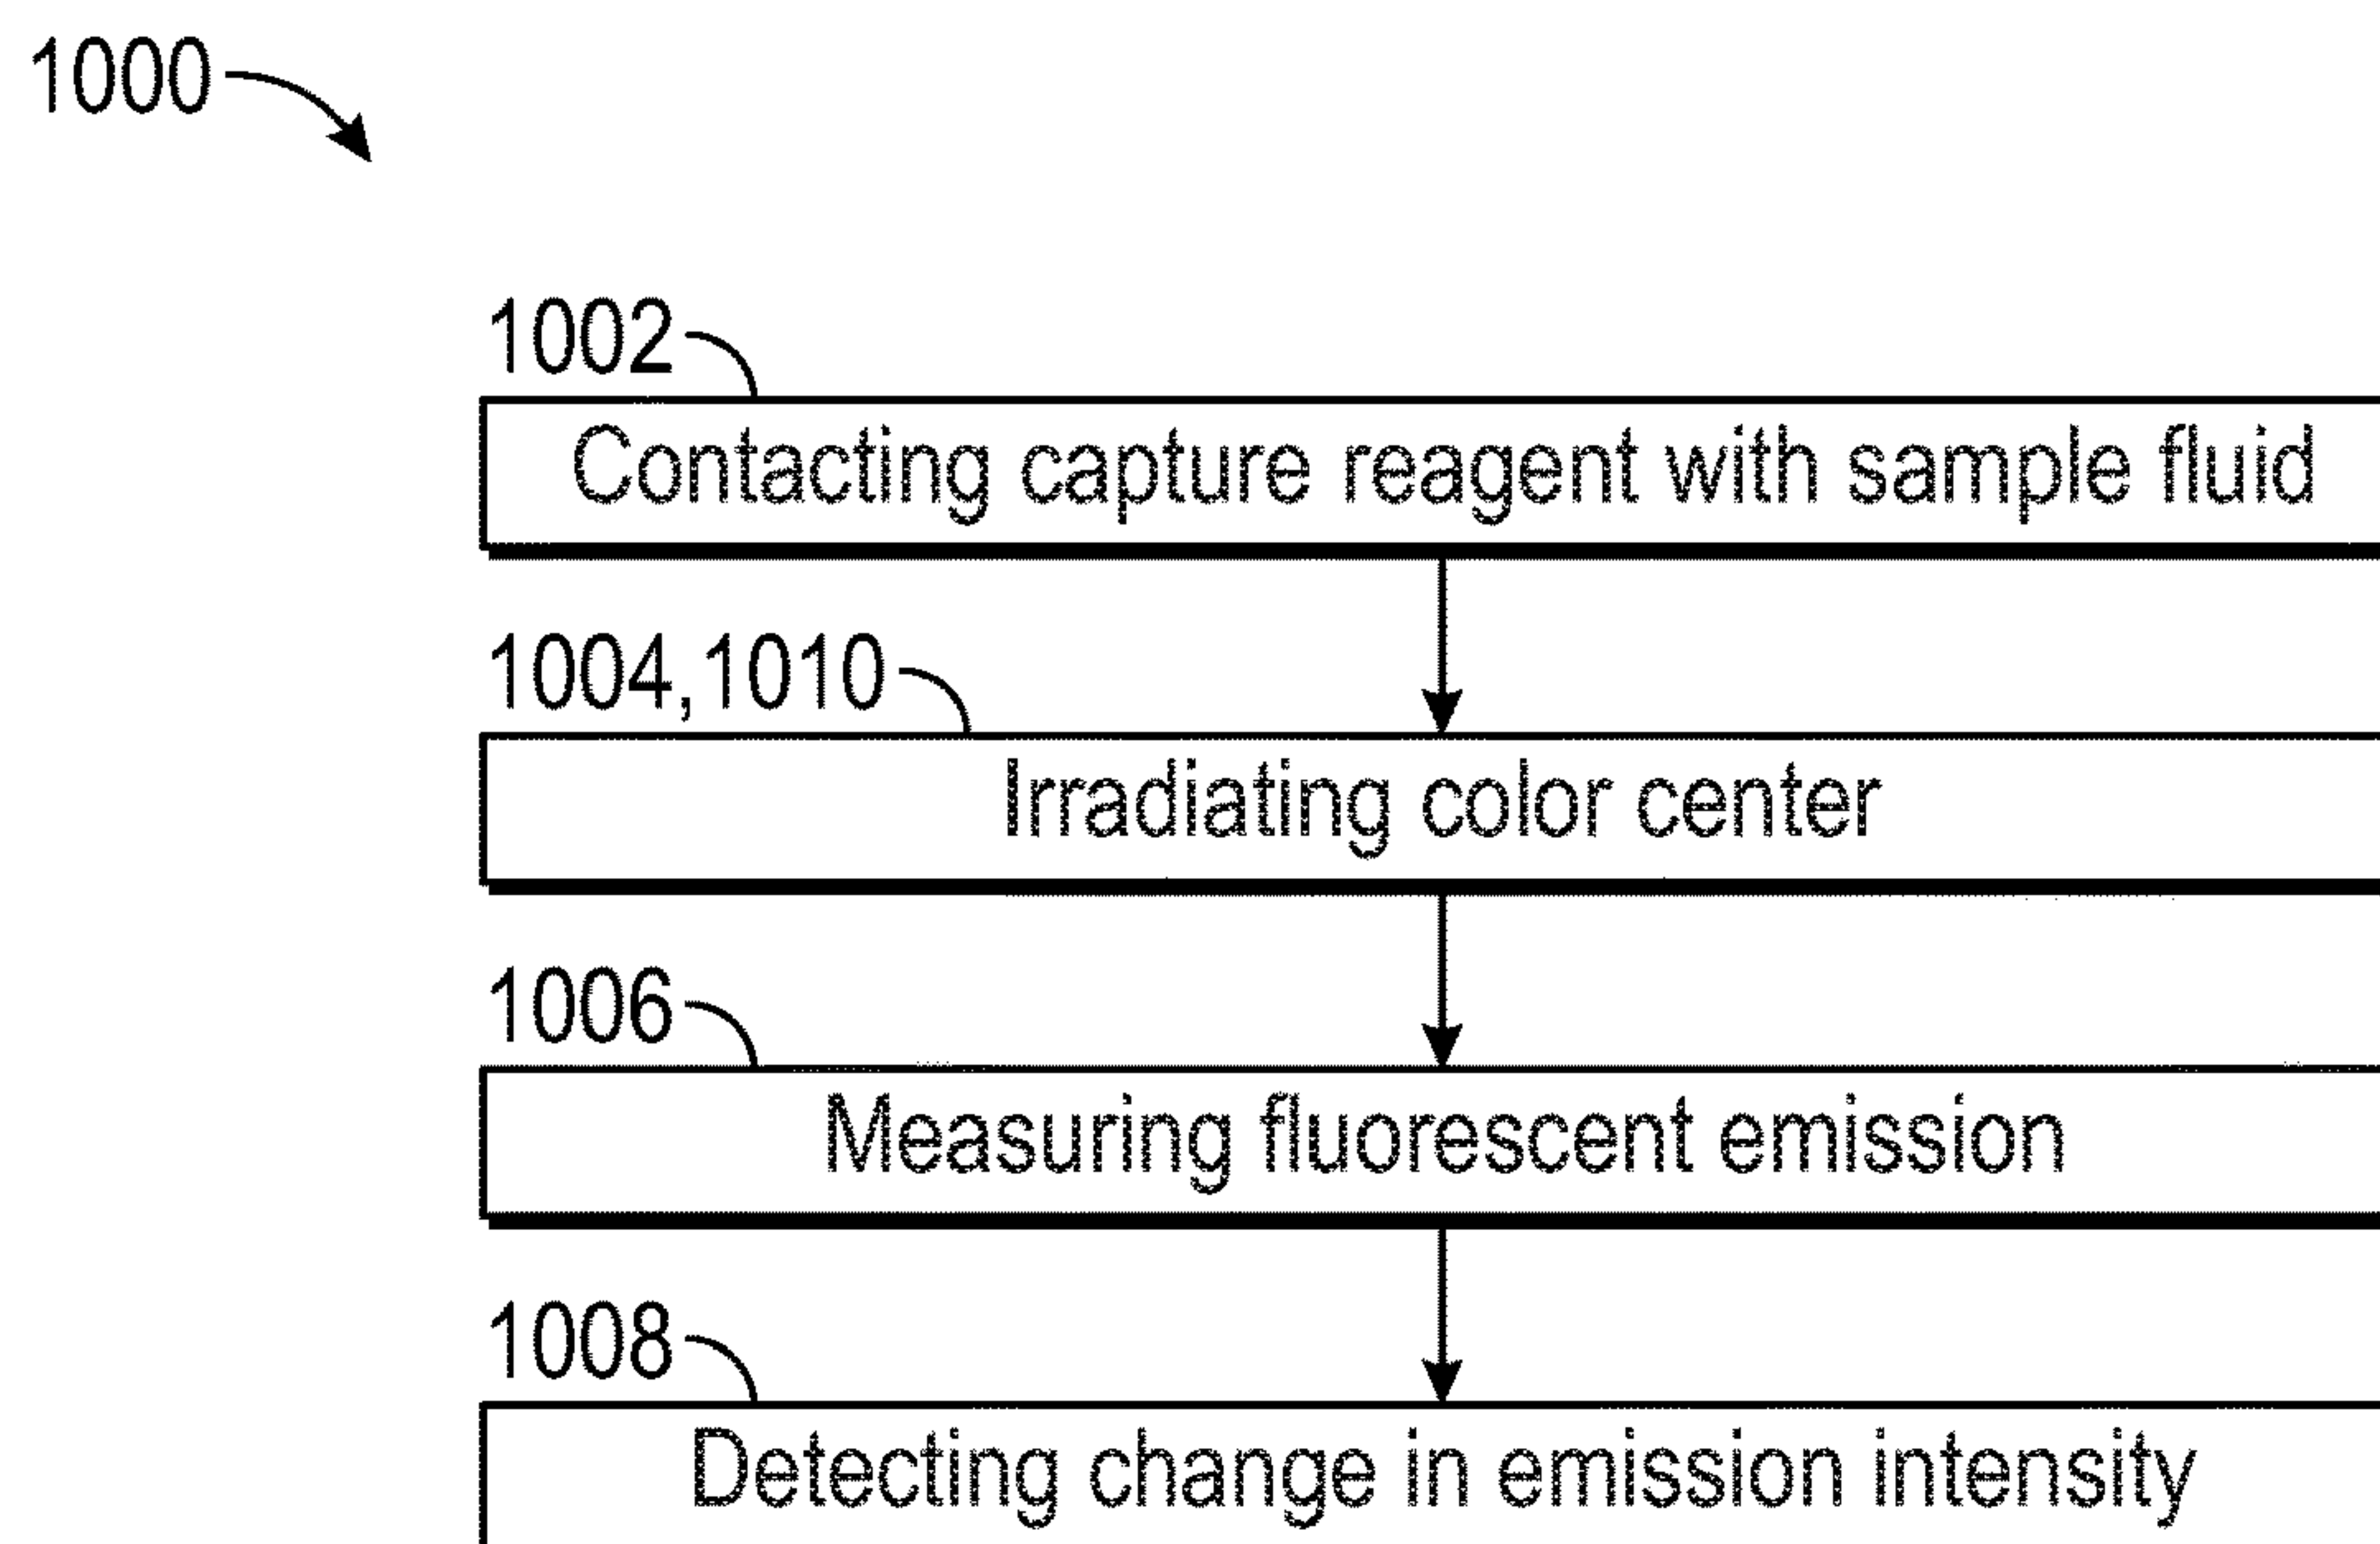 1000
1002
Contacting capture reagent with sample fluid
1004,1010
Irradiating color center
1006
Measuring fluorescent emission
1008
Detecting change in emission intensity